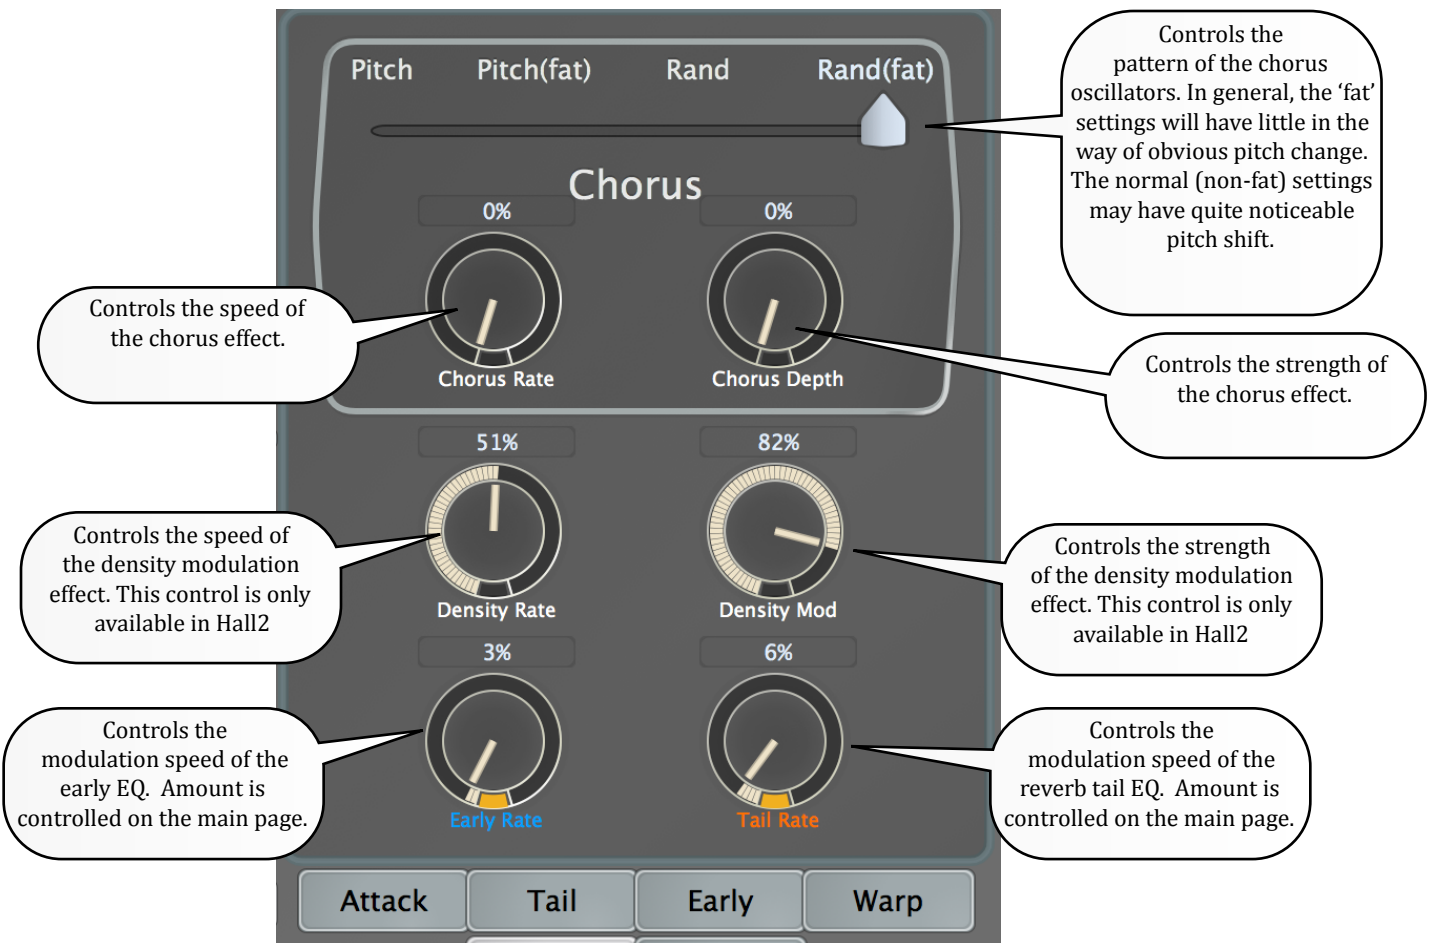 Pitch Pitch(fat) Rand Rand(fat)
Controls the
pattern of the chorus
oscillators. In general, the ‘fat’
settings will have little in the
way of obvious pitch change.
The normal (non-fat) settings
may have quite noticeable
pitch shift.
Chorus
0% 0%
Controls the speed of
the chorus effect.
Chorus Rate Chorus Depth
Controls the strength of
the chorus effect.
51% 82%
Controls the speed of
the density modulation
effect. This control is only
available in Hall2
Density Rate Density Mod
Controls the strength
of the density modulation
effect. This control is only
available in Hall2
3% 6%
Controls the
modulation speed of the
early EQ.  Amount is
controlled on the main page.
Early Rate Tail Rate
Controls the
modulation speed of the
reverb tail EQ.  Amount is
controlled on the main page.
Attack Tail Early Warp